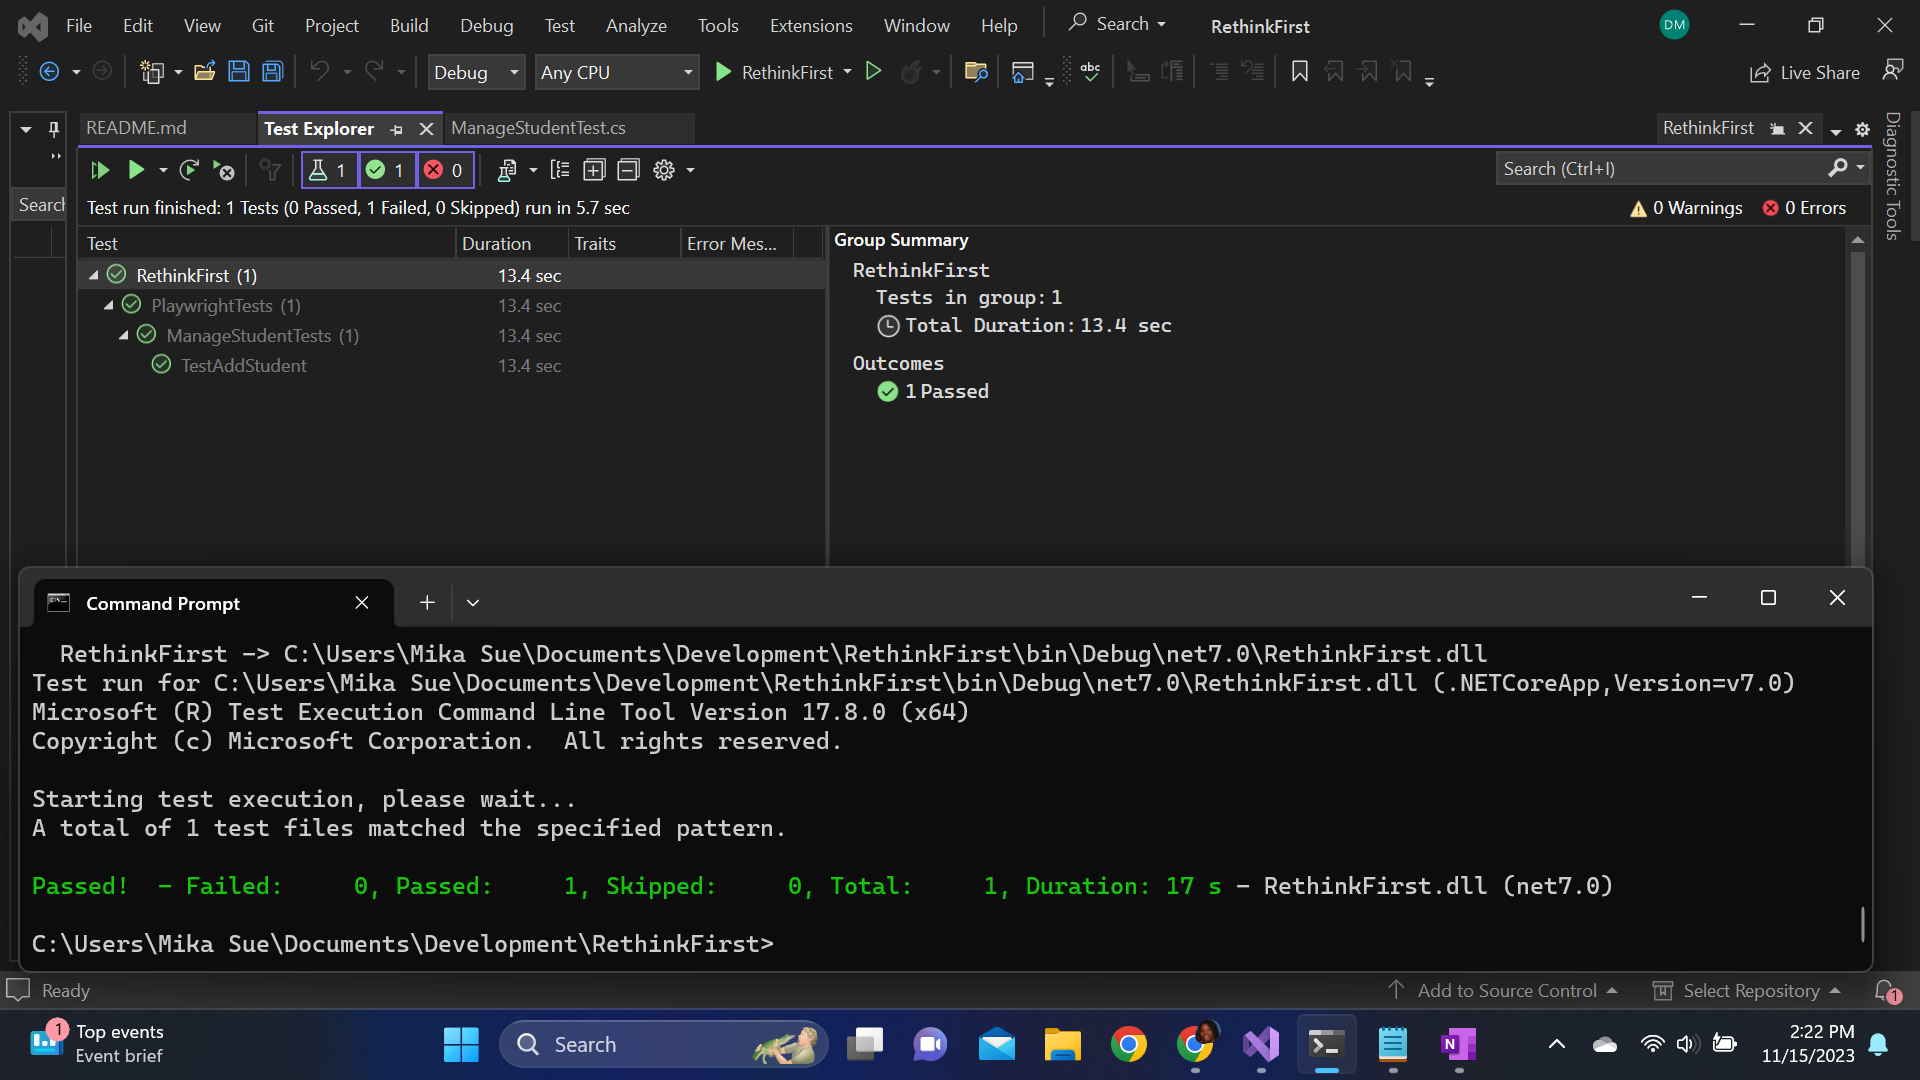 File Edit View Git Project Build Debug Test Analyze Tools Extensions Window Help Search RethinkFirst DM
Debug Any CPU RethinkFirst abc Live Share
README.md Test Explorer ManageStudentTest.cs RethinkFirst
Diagnostic Tools
1 1 0 Search (Ctrl+I)
Search
Test run finished: 1 Tests (0 Passed, 1 Failed, 0 Skipped) run in 5.7 sec 0 Warnings 0 Errors
Test Duration Traits Error Mes...
RethinkFirst (1) 13.4 sec
PlaywrightTests (1) 13.4 sec
ManageStudentTests (1) 13.4 sec
TestAddStudent 13.4 sec
Group Summary
RethinkFirst
Tests in group: 1
Total Duration: 13.4 sec
Outcomes
1 Passed
Command Prompt
RethinkFirst -> C:\Users\Mika Sue\Documents\Development\RethinkFirst\bin\Debug\net7.0\RethinkFirst.dll
Test run for C:\Users\Mika Sue\Documents\Development\RethinkFirst\bin\Debug\net7.0\RethinkFirst.dll (.NETCoreApp,Version=v7.0)
Microsoft (R) Test Execution Command Line Tool Version 17.8.0 (x64)
Copyright (c) Microsoft Corporation. All rights reserved.
Starting test execution, please wait...
A total of 1 test files matched the specified pattern.
Passed! - Failed: 0, Passed: 1, Skipped: 0, Total: 1, Duration: 17 s - RethinkFirst.dll (net7.0)
C:\Users\Mika Sue\Documents\Development\RethinkFirst>
Ready Add to Source Control Select Repository 1
1 Top events
Event brief
Search
N
2:22 PM
11/15/2023